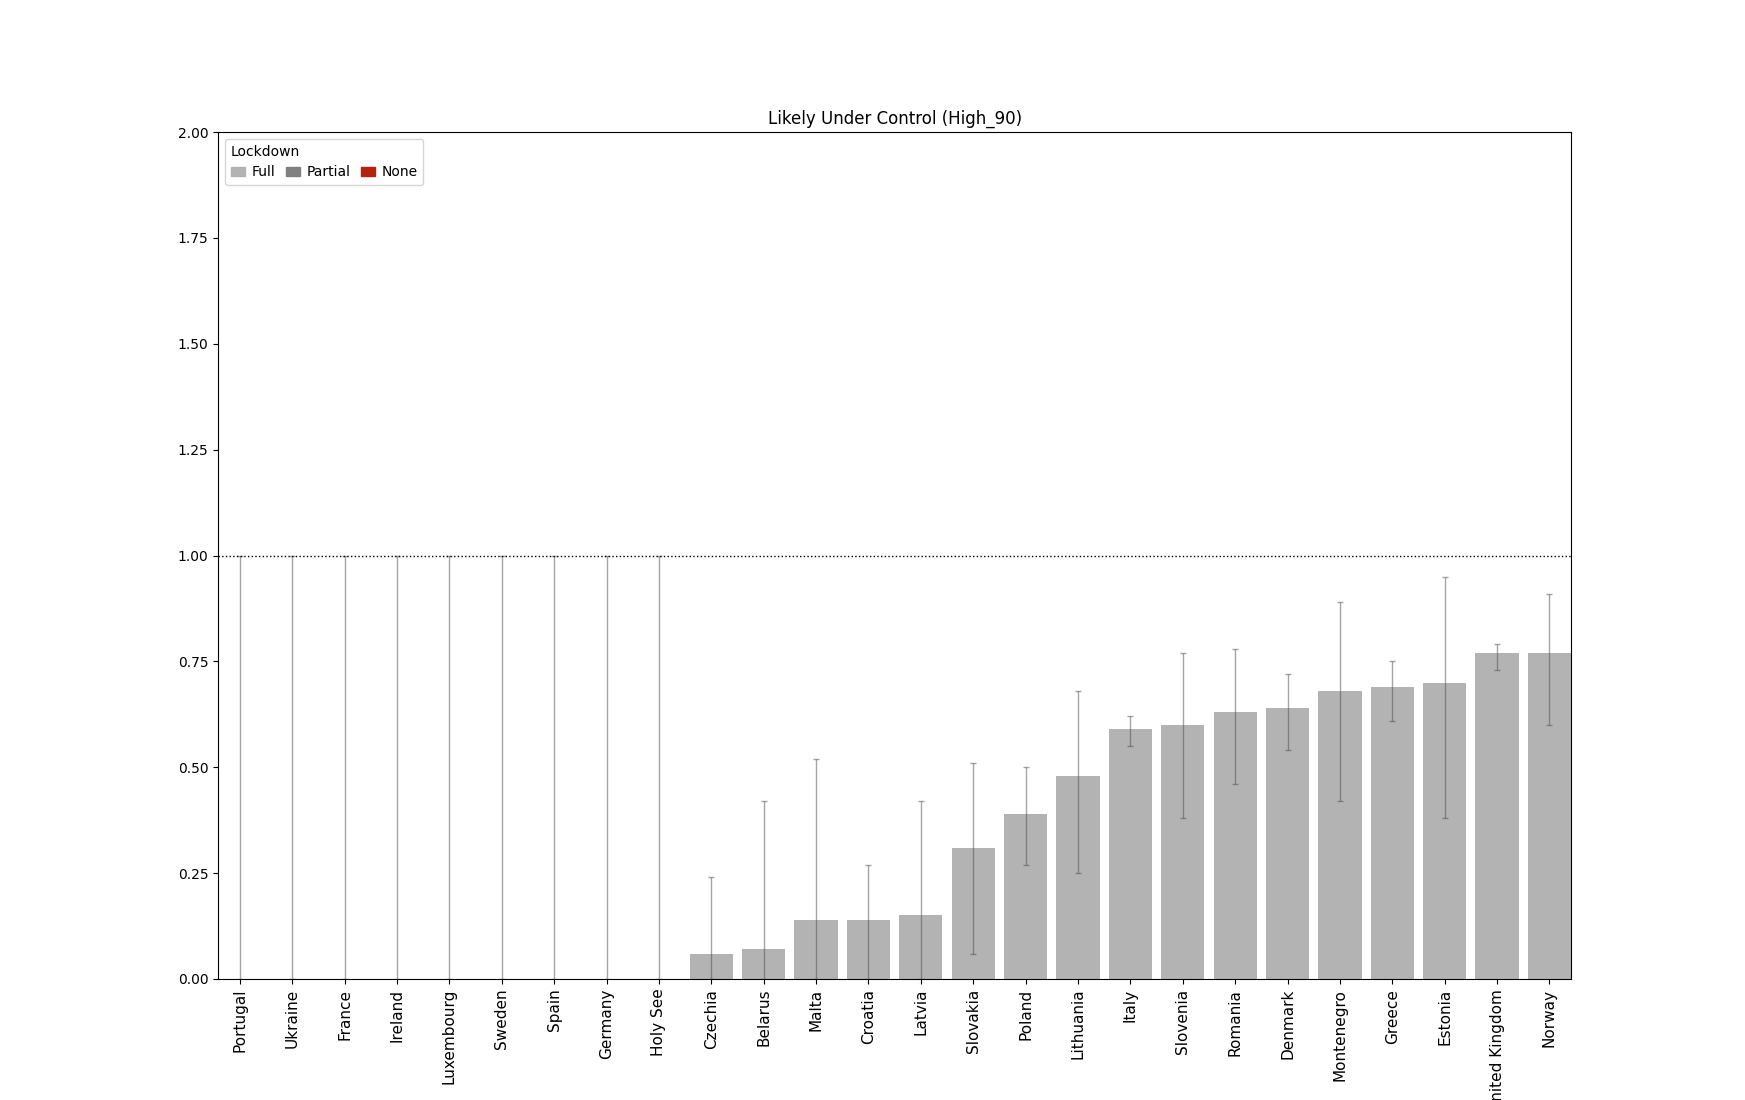 Likely Under Control (High_90)
2.00
Lockdown
Full Partial None
1.75
1.50
1.25
1.00
0.75
0.50
0.25
0.00
Portugal
Ukraine
France
Ireland
Luxembourg
Sweden
Spain
Germany
Holy See
Czechia
Belarus
Malta
Croatia
Latvia
Slovakia
Poland
Lithuania
Italy
Slovenia
Romania
Denmark
Montenegro
Greece
Estonia
nited Kingdom
Norway